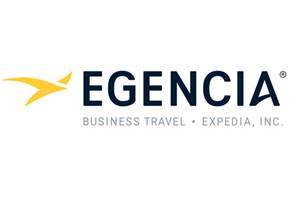 EGENCIA®
BUSINESS TRAVEL • EXPEDIA, INC.